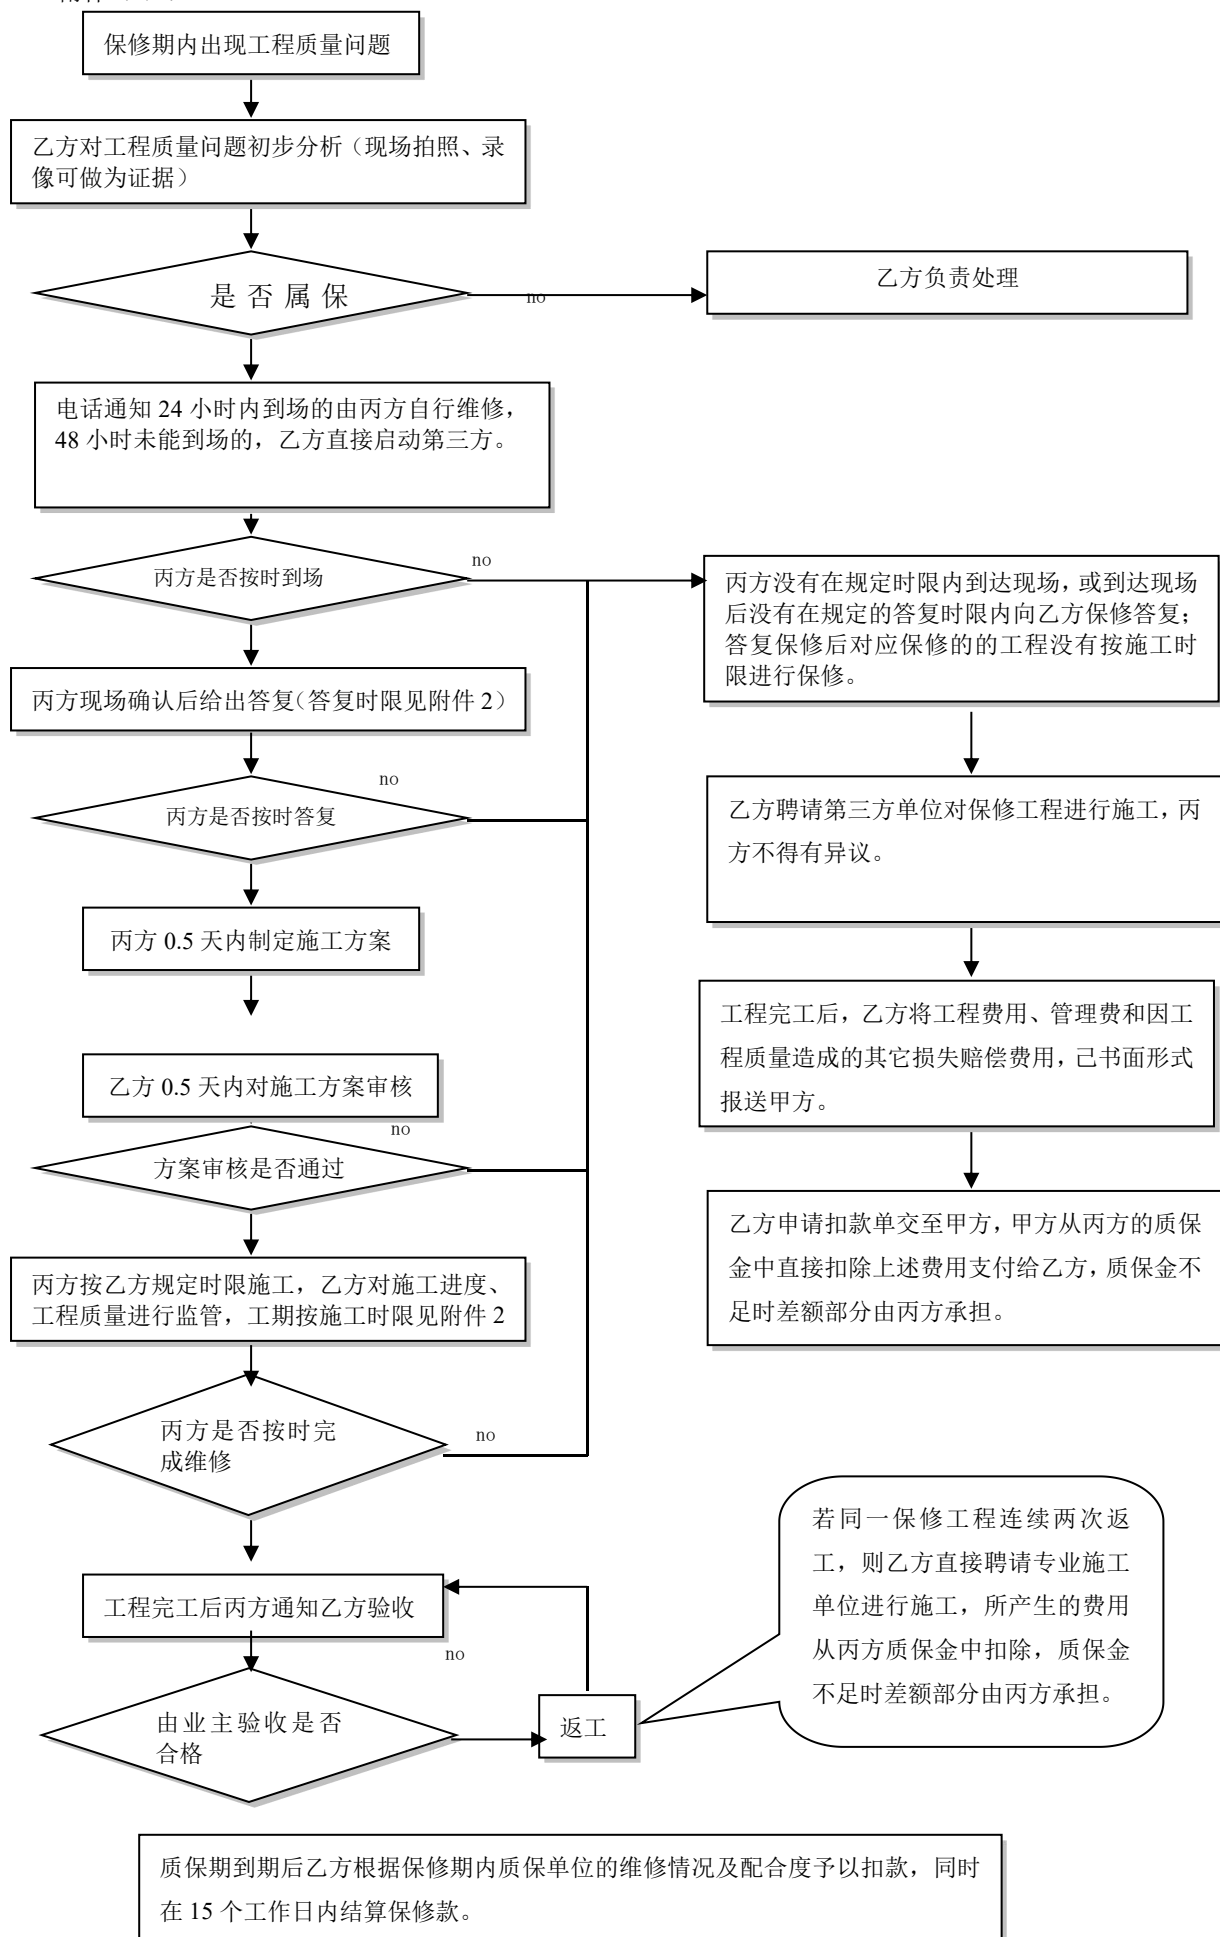 保修期内出现工程质量问题
乙方对工程质量问题初步分析（现场拍照、录
像可做为证据）
是否属保
no
乙方负责处理
电话通知 24 小时内到场的由丙方自行维修，
48 小时未能到场的，乙方直接启动第三方。
丙方是否按时到场
no
丙方没有在规定时限内到达现场，或到达现场
后没有在规定的答复时限内向乙方保修答复；
答复保修后对应保修的的工程没有按施工时
限进行保修。
丙方现场确认后给出答复（答复时限见附件 2）
no
丙方是否按时答复
乙方聘请第三方单位对保修工程进行施工，丙
方不得有异议。
丙方 0.5 天内制定施工方案
工程完工后，乙方将工程费用、管理费和因工
程质量造成的其它损失赔偿费用，己书面形式
报送甲方。
乙方 0.5 天内对施工方案审核
no
方案审核是否通过
乙方申请扣款单交至甲方，甲方从丙方的质保
金中直接扣除上述费用支付给乙方，质保金不
足时差额部分由丙方承担。
丙方按乙方规定时限施工，乙方对施工进度、
工程质量进行监管，工期按施工时限见附件 2
丙方是否按时完
成维修
no
若同一保修工程连续两次返
工，则乙方直接聘请专业施工
单位进行施工，所产生的费用
从丙方质保金中扣除，质保金
不足时差额部分由丙方承担。
工程完工后丙方通知乙方验收
no
由业主验收是否
合格
返工
质保期到期后乙方根据保修期内质保单位的维修情况及配合度予以扣款，同时
在 15 个工作日内结算保修款。